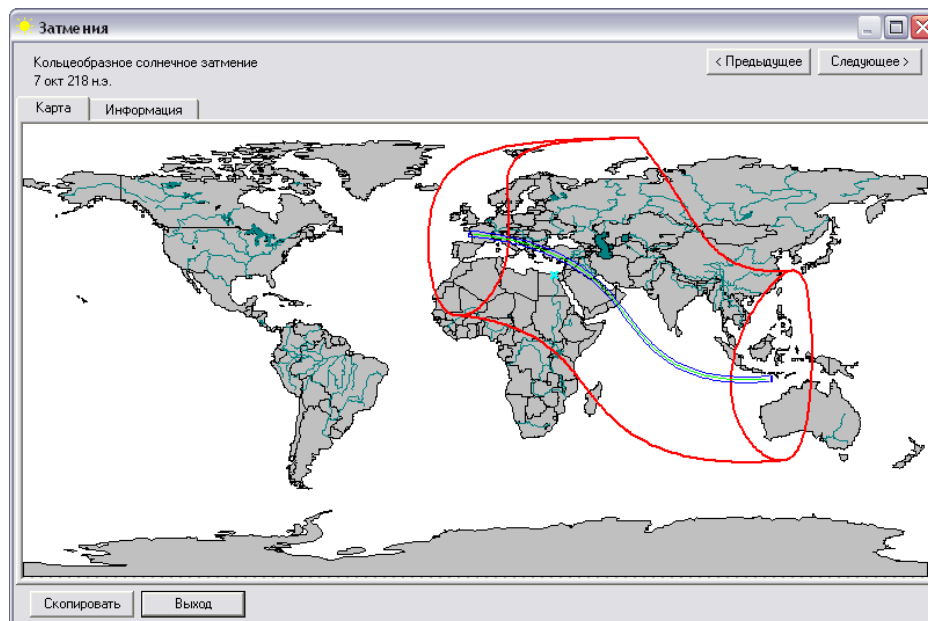 Затмения
Кольцеобразное солнечное затмение
7 окт 218 н.э.
< Предыдущее
Следующее >
Карта
Информация
Скопировать
Выход